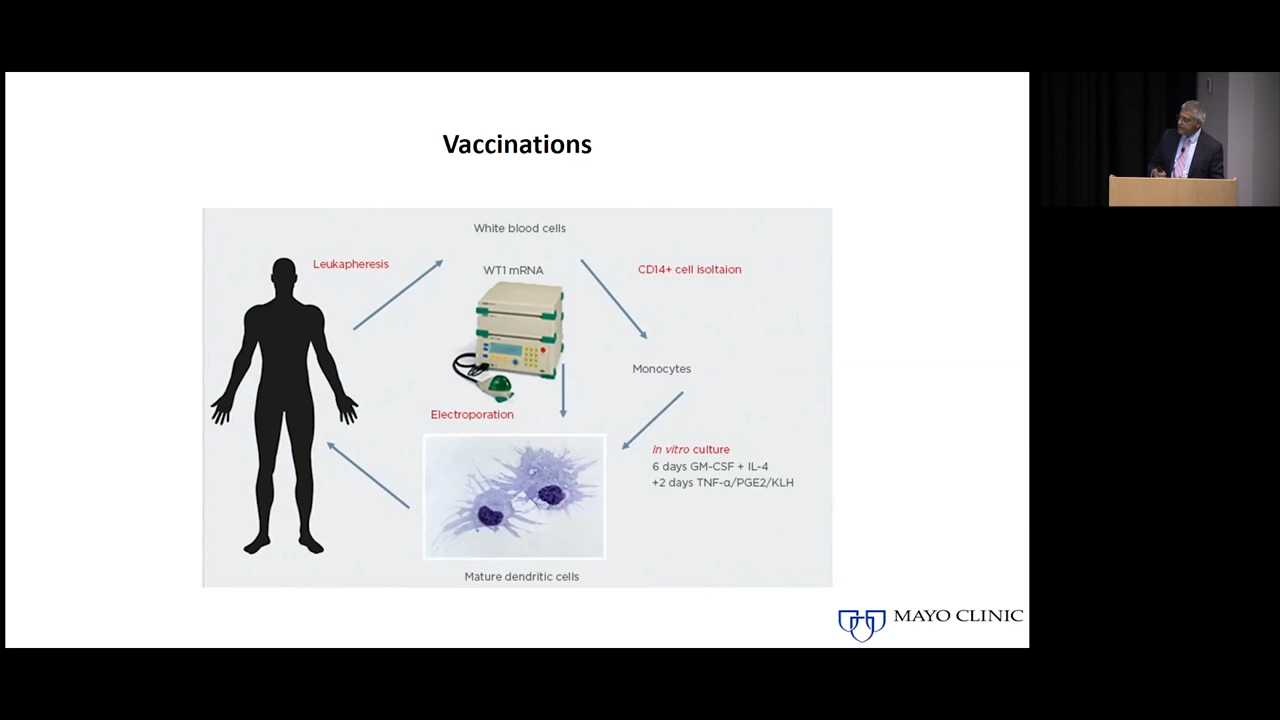 Vaccinations
White blood cells
Leukapheresis
WT1 mRNA
CD14+ cell isoltaion
Monocytes
Electroporation
In vitro culture
6 days GM-CSF + IL-4
+2 days TNF-α/PGE2/KLH
Mature dendritic cells
MAYO CLINIC